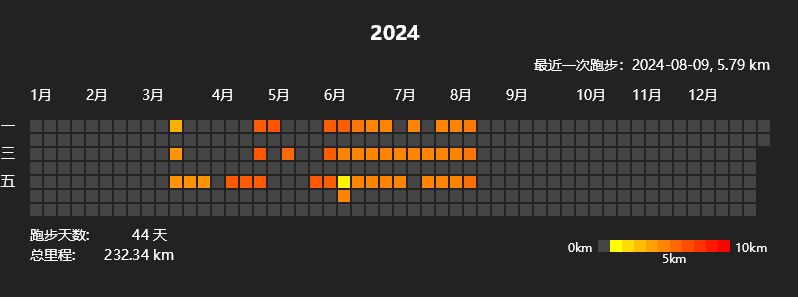 2024
最近一次跑步：2024-08-09, 5.79 km
1月 2月 3月 4月 5月 6月 7月 8月 9月 10月 11月 12月
一
三
五
跑步天数: 44 天
总里程: 232.34 km
0km 10km
5km